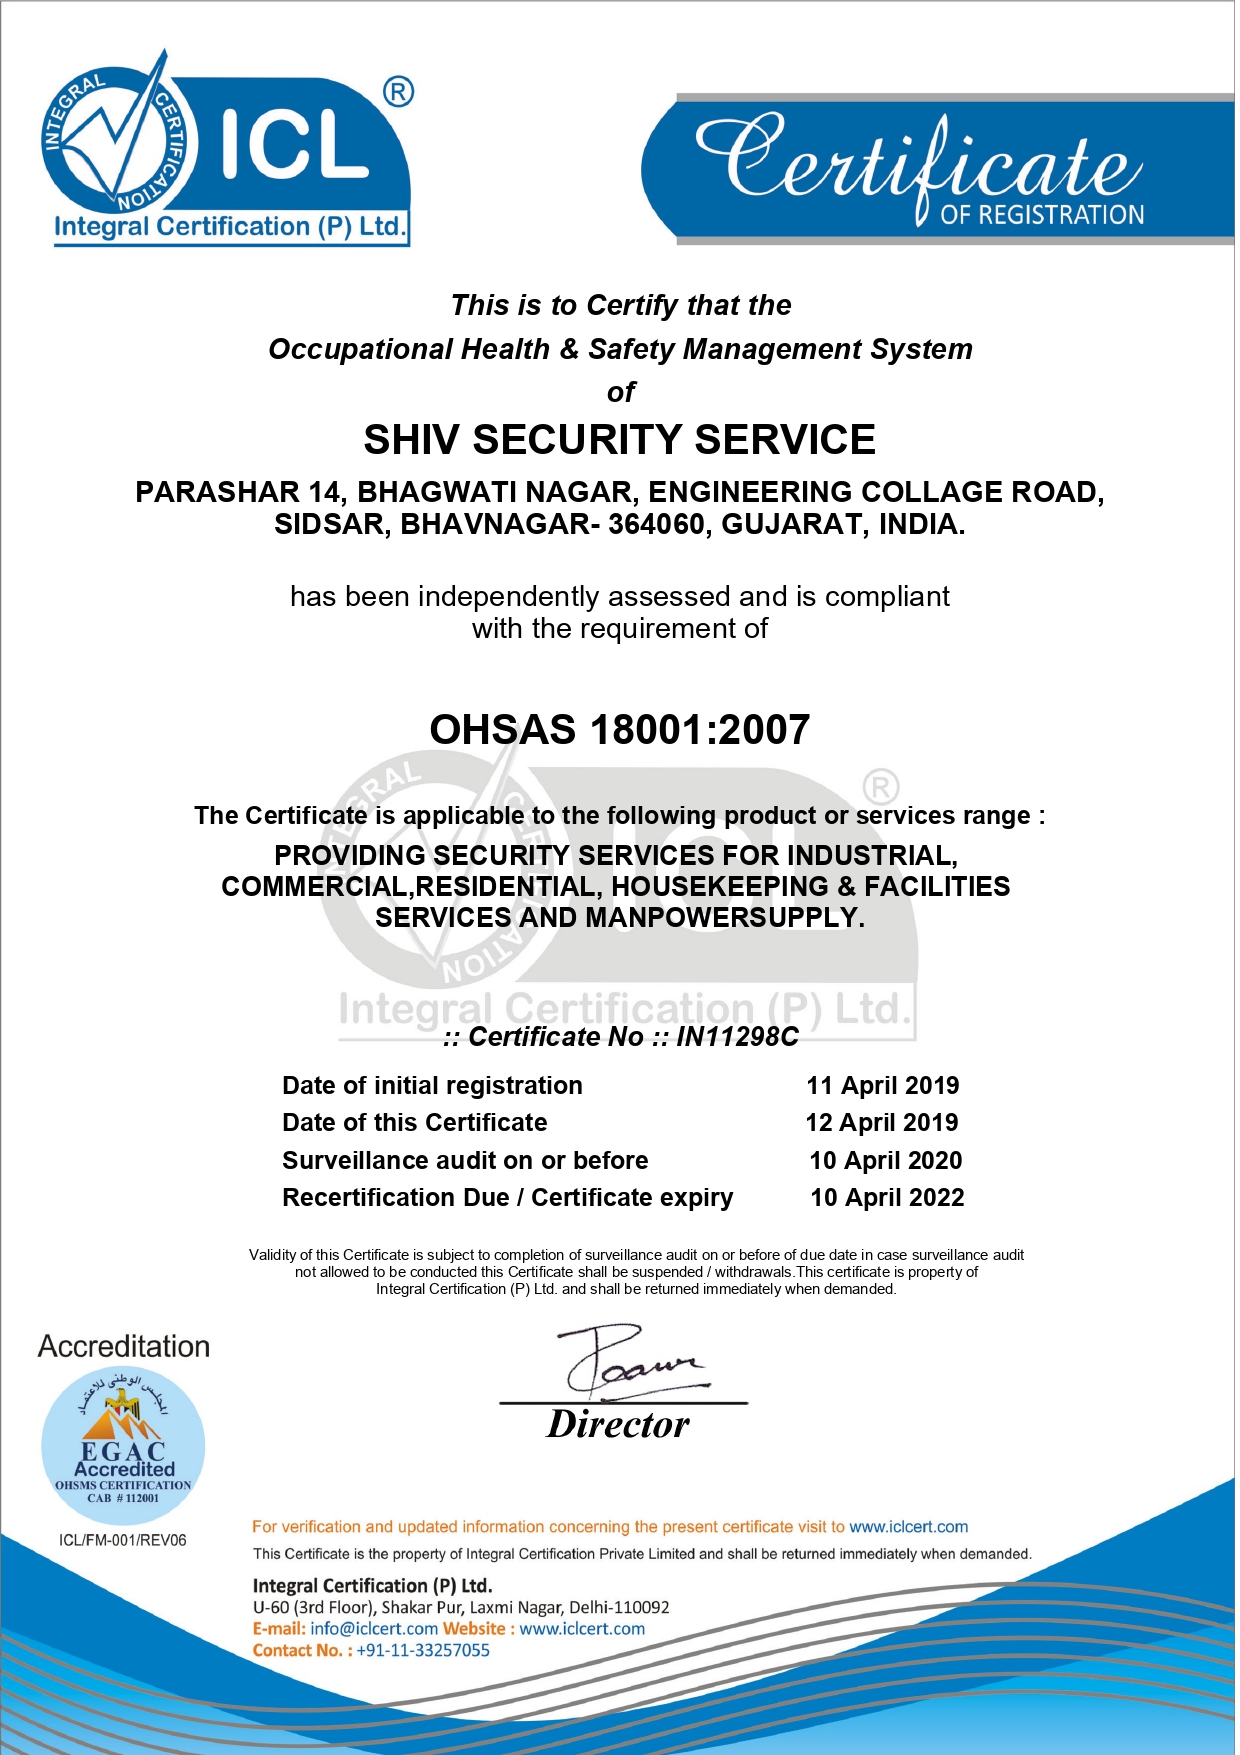 INTEGRAL CERTIFICATION
ICL ®
Integral Certification (P) Ltd.
Certificate
OF REGISTRATION
This is to Certify that the
Occupational Health & Safety Management System
of
SHIV SECURITY SERVICE
PARASHAR 14, BHAGWATI NAGAR, ENGINEERING COLLAGE ROAD,
SIDSAR, BHAVNAGAR- 364060, GUJARAT, INDIA.
has been independently assessed and is compliant
with the requirement of
OHSAS 18001:2007
INTEGRAL CERTIFICATION
ICL ®
The Certificate is applicable to the following product or services range :
PROVIDING SECURITY SERVICES FOR INDUSTRIAL,
COMMERCIAL,RESIDENTIAL, HOUSEKEEPING & FACILITIES
SERVICES AND MANPOWERSUPPLY.
Integral Certification (P) Ltd.
:: Certificate No :: IN11298C
Date of initial registration 11 April 2019
Date of this Certificate 12 April 2019
Surveillance audit on or before 10 April 2020
Recertification Due / Certificate expiry 10 April 2022
Validity of this Certificate is subject to completion of surveillance audit on or before of due date in case surveillance audit
not allowed to be conducted this Certificate shall be suspended / withdrawals.This certificate is property of
Integral Certification (P) Ltd. and shall be returned immediately when demanded.
Director
Accreditation
المجلس الوطنى للاعتماد
EGAC
Accredited
OHSMS CERTIFICATION
CAB # 112001
ICL/FM-001/REV06
For verification and updated information concerning the present certificate visit to www.iclcert.com
This Certificate is the property of Integral Certification Private Limited and shall be returned immediately when demanded.
Integral Certification (P) Ltd.
U-60 (3rd Floor), Shakar Pur, Laxmi Nagar, Delhi-110092
E-mail: info@iclcert.com Website : www.iclcert.com
Contact No. : +91-11-33257055